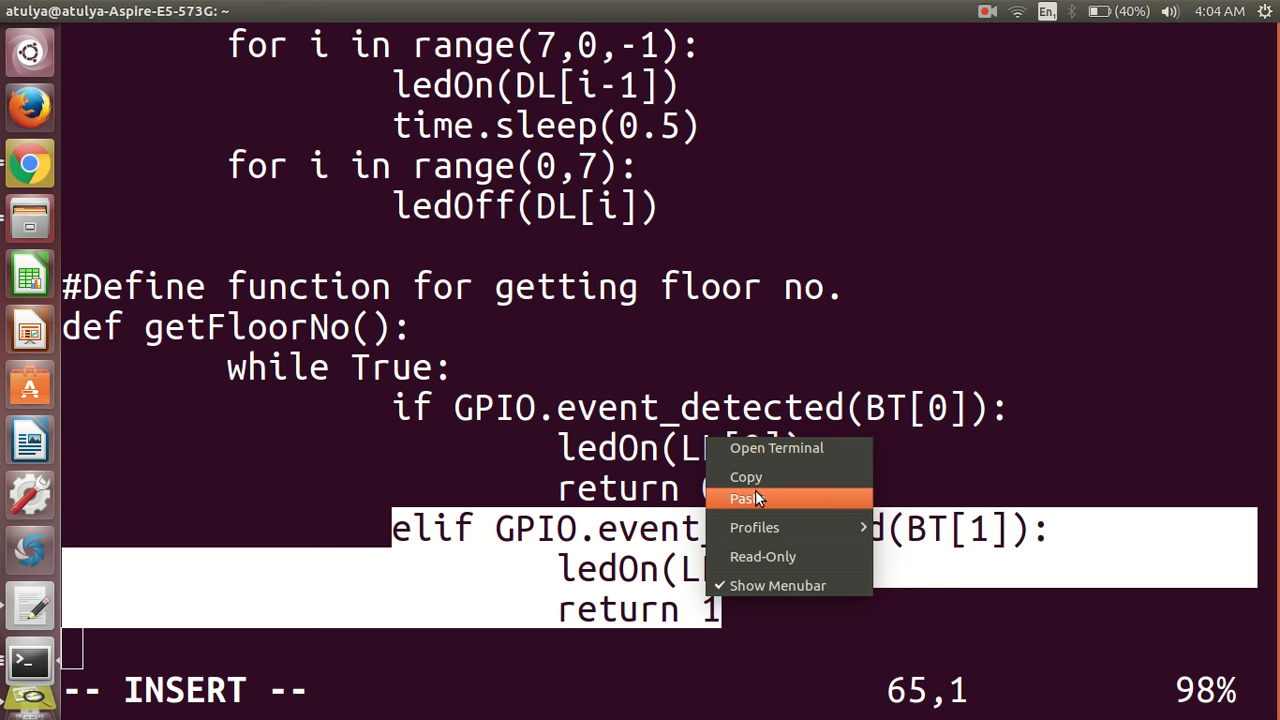 atulya@atulya-Aspire-E5-573G: ~
En
(40%)
4:04 AM
for i in range(7,0,-1):
ledOn(DL[i-1])
time.sleep(0.5)
for i in range(0,7):
ledOff(DL[i])
#Define function for getting floor no.
def getFloorNo():
while True:
if GPIO.event_detected(BT[0]):
ledOn(
return
elif GPIO.event_ d(BT[1]):
ledOn(
return 1
Open Terminal
Copy
Paste
Profiles
Read-Only
Show Menubar
-- INSERT --
65,1
98%